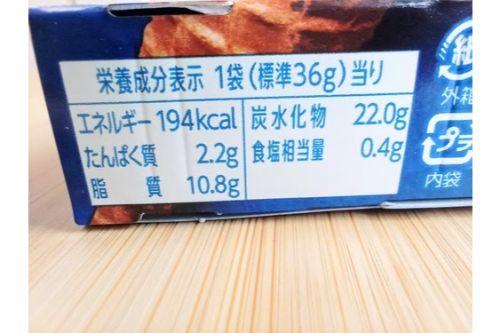 栄養成分表示 1袋(標準36g)当り
エネルギー 194kcal
たんぱく質 2.2g
脂質 10.8g
炭水化物 22.0g
食塩相当量 0.4g
紙
外箱
プラ
内袋